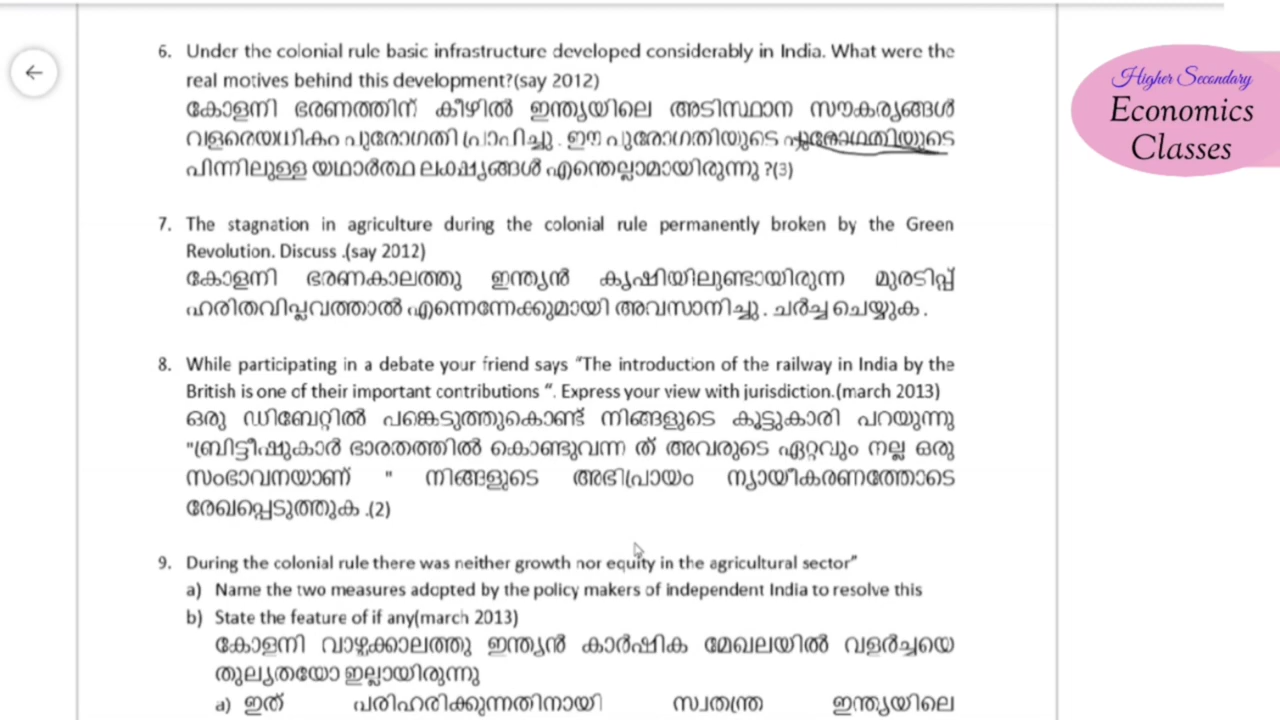 6. Under the colonial rule basic infrastructure developed considerably in India. What were the
real motives behind this development?(say 2012)
കോളനി ഭരണത്തിന് കീഴിൽ ഇന്ത്യയിലെ അടിസ്ഥാന സൗകര്യങ്ങൾ
വളരെയധികം പുരോഗതി പ്രാപിച്ചു . ഈ പുരോഗതിയുടെ പുരോഗതിയുടെ
പിന്നിലുള്ള യഥാർത്ഥ ലക്ഷ്യങ്ങൾ എന്തെല്ലാമായിരുന്നു ?(3)
7. The stagnation in agriculture during the colonial rule permanently broken by the Green
Revolution. Discuss .(say 2012)
കോളനി ഭരണകാലത്തു ഇന്ത്യൻ കൃഷിയിലുണ്ടായിരുന്ന മുരടിപ്പ്
ഹരിതവിപ്ലവത്താൽ എന്നെന്നേക്കുമായി അവസാനിച്ചു . ചർച്ച ചെയ്യുക .
8. While participating in a debate your friend says “The introduction of the railway in India by the
British is one of their important contributions “. Express your view with jurisdiction.(march 2013)
ഒരു ഡിബേറ്റിൽ പങ്കെടുത്തുകൊണ്ട് നിങ്ങളുടെ കൂട്ടുകാരി പറയുന്നു
"ബ്രിട്ടീഷുകാർ ഭാരതത്തിൽ കൊണ്ടുവന്ന ത് അവരുടെ ഏറ്റവും നല്ല ഒരു
സംഭാവനയാണ് " നിങ്ങളുടെ അഭിപ്രായം ന്യായീകരണത്തോടെ
രേഖപ്പെടുത്തുക .(2)
9. During the colonial rule there was neither growth nor equity in the agricultural sector”
a) Name the two measures adopted by the policy makers of independent India to resolve this
b) State the feature of if any(march 2013)
കോളനി വാഴ്ചക്കാലത്തു ഇന്ത്യൻ കാർഷിക മേഖലയിൽ വളർച്ചയെ
തുല്യതയോ ഇല്ലായിരുന്നു
a) ഇത് പരിഹരിക്കുന്നതിനായി സ്വതന്ത്ര ഇന്ത്യയിലെ
Higher Secondary
Economics
Classes